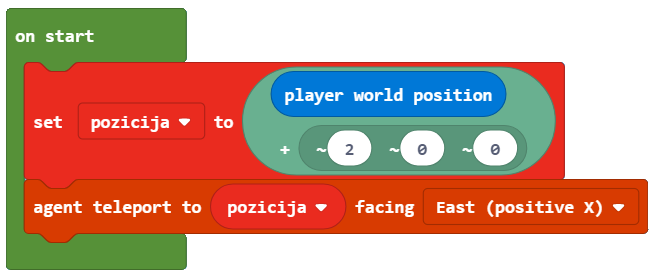 on start
set pozicija to player world position
+ ~2 ~0 ~0
agent teleport to pozicija facing East (positive X)